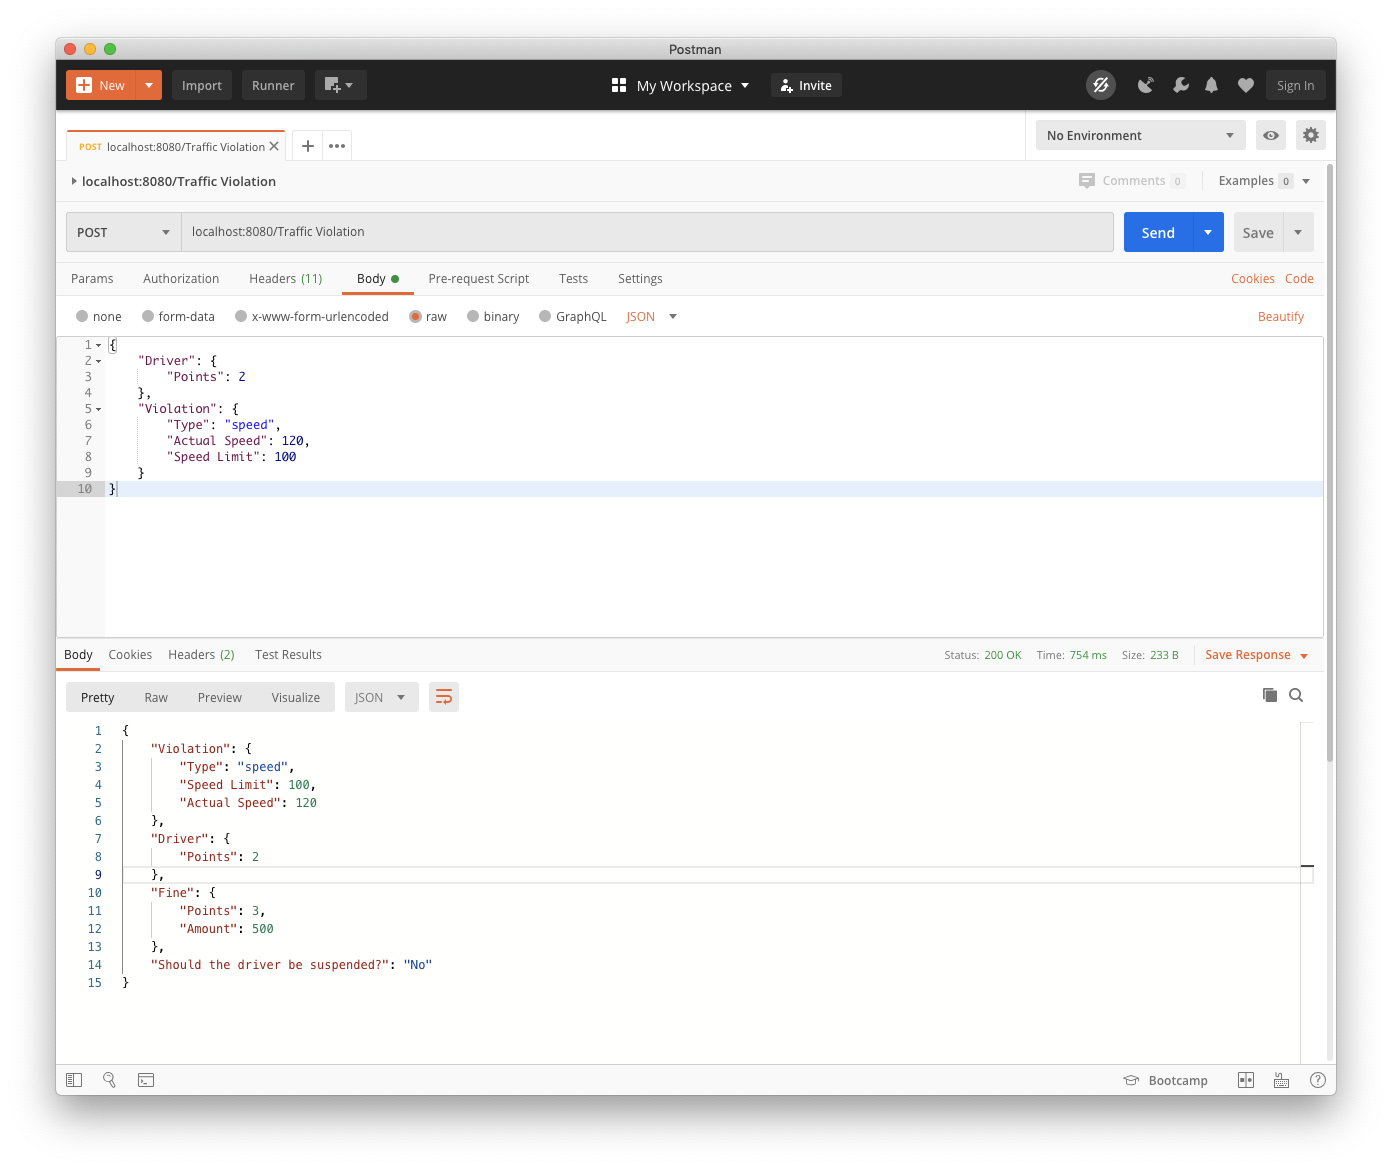 Postman
New Import Runner My Workspace Invite Sign In
POST localhost:8080/Traffic Violation No Environment
localhost:8080/Traffic Violation Comments 0 Examples 0
POST localhost:8080/Traffic Violation Send Save
Params Authorization Headers (11) Body Pre-request Script Tests Settings Cookies Code
none form-data x-www-form-urlencoded raw binary GraphQL JSON Beautify
1 {
2 "Driver": {
3 "Points": 2
4 },
5 "Violation": {
6 "Type": "speed",
7 "Actual Speed": 120,
8 "Speed Limit": 100
9 }
10 }
Body Cookies Headers (2) Test Results Status: 200 OK Time: 754 ms Size: 233 B Save Response
Pretty Raw Preview Visualize JSON
1 {
2 "Violation": {
3 "Type": "speed",
4 "Speed Limit": 100,
5 "Actual Speed": 120
6 },
7 "Driver": {
8 "Points": 2
9 },
10 "Fine": {
11 "Points": 3,
12 "Amount": 500
13 },
14 "Should the driver be suspended?": "No"
15 }
Bootcamp